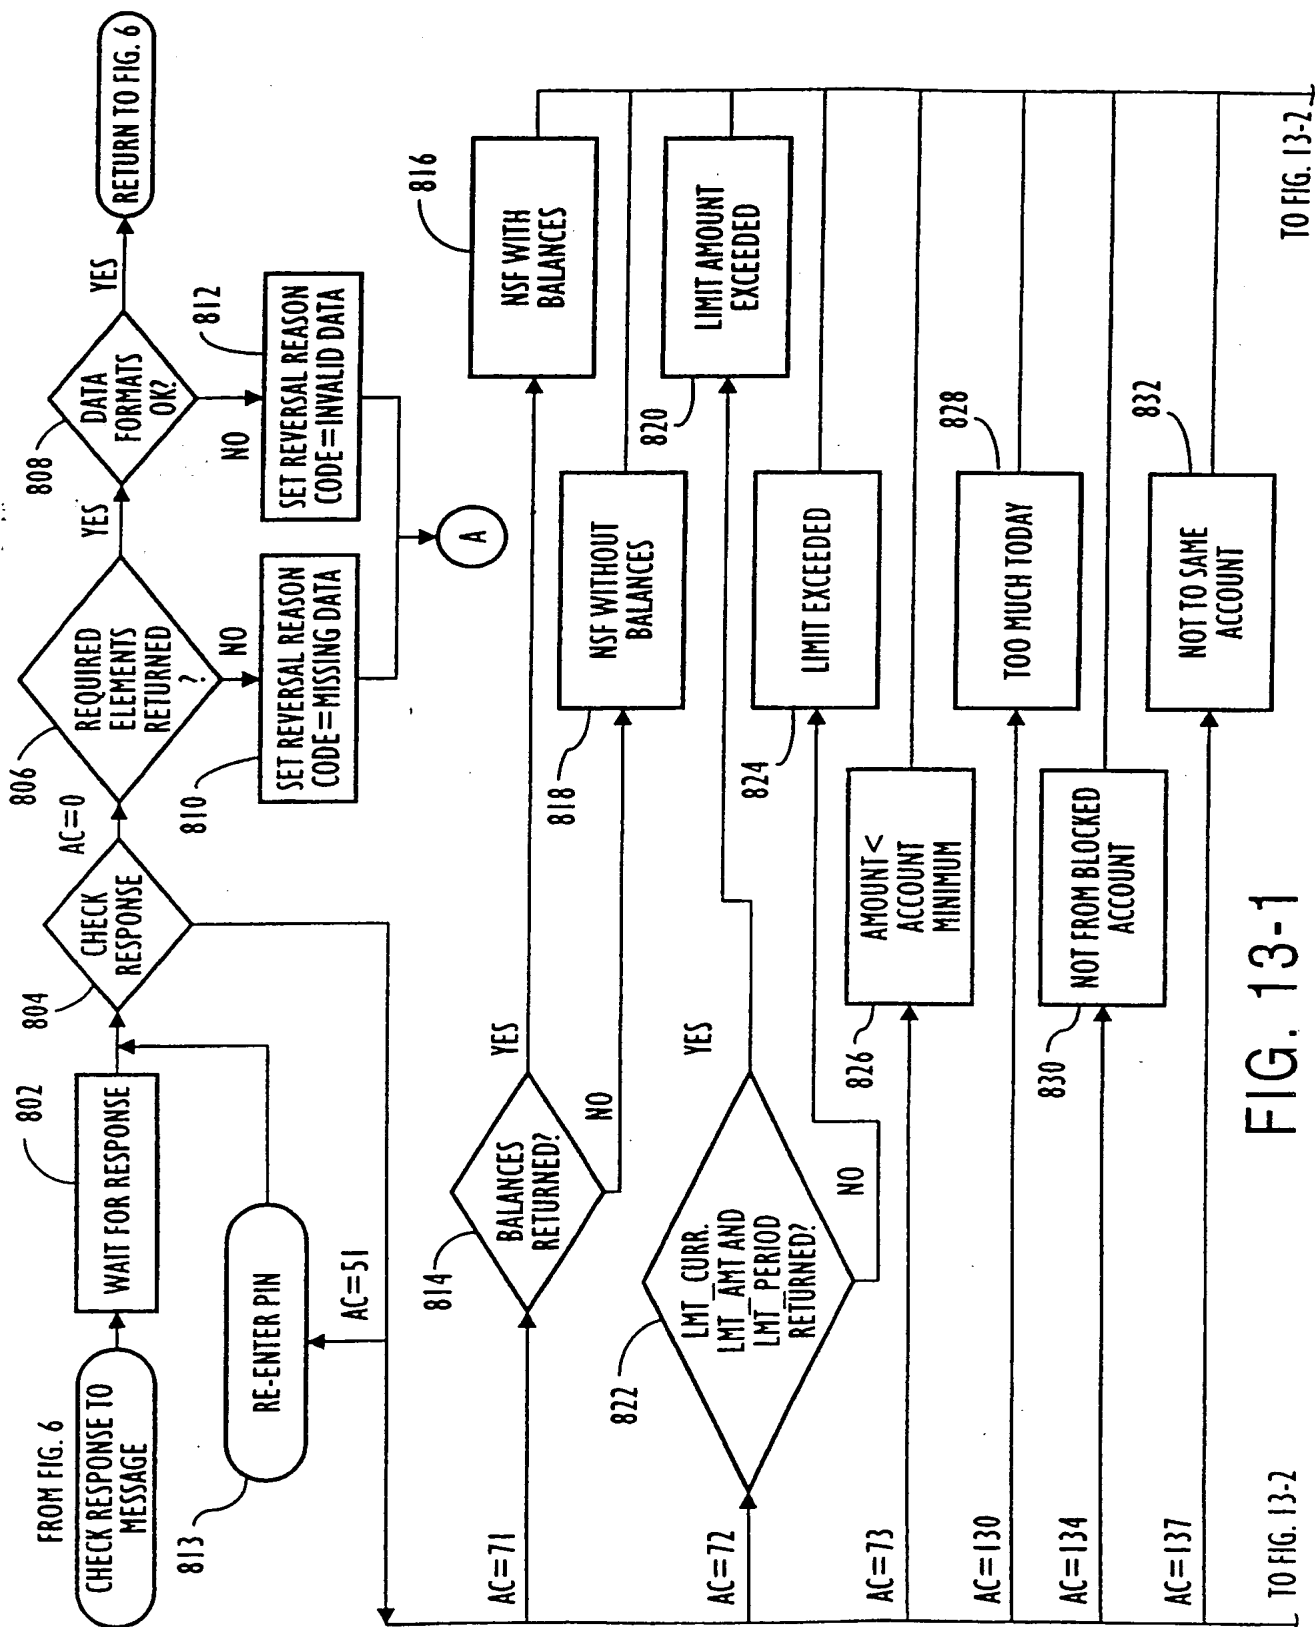 FROM FIG. 6
CHECK RESPONSE TO
MESSAGE
802
WAIT FOR RESPONSE
804
CHECK
RESPONSE
AC=0
806
REQUIRED
ELEMENTS
RETURNED
?
YES
808
DATA
FORMATS
OK?
YES
RETURN TO FIG. 6
813
RE-ENTER PIN
AC=51
810
NO
SET REVERSAL REASON
CODE=MISSING DATA
NO
812
SET REVERSAL REASON
CODE=INVALID DATA
A
AC=71
814
BALANCES
RETURNED?
YES
816
NSF WITH
BALANCES
NO
818
NSF WITHOUT
BALANCES
AC=72
822
LMT_CURR.
LMT_AMT AND
LMT_PERIOD
RETURNED?
YES
820
LIMIT AMOUNT
EXCEEDED
NO
824
LIMIT EXCEEDED
AC=73
826
AMOUNT<
ACCOUNT
MINIMUM
AC=130
828
TOO MUCH TODAY
AC=134
830
NOT FROM BLOCKED
ACCOUNT
AC=137
832
NOT TO SAME
ACCOUNT
TO FIG. 13-2
TO FIG. 13-2
FIG. 13-1